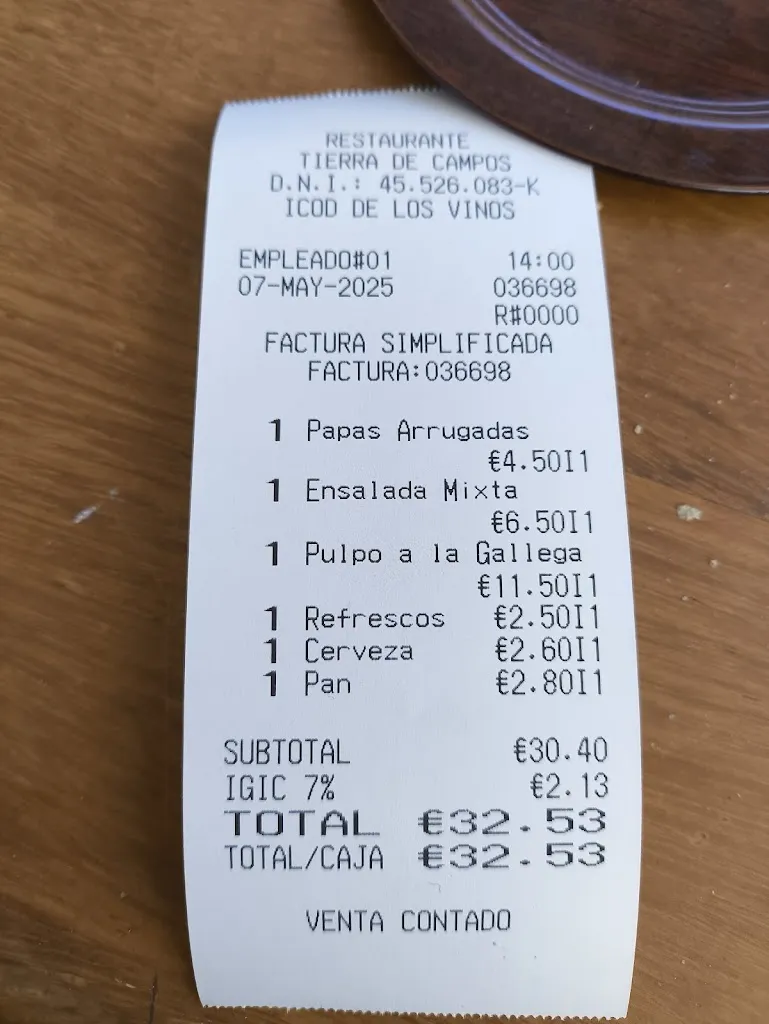 RESTAURANTE
TIERRA DE CAMPOS
D.N.I.: 45.526.083-K
ICOD DE LOS VINOS
EMPLEADO#01 14:00
07-MAY-2025 036698
R#0000
FACTURA SIMPLIFICADA
FACTURA:036698
1 Papas Arrugadas
€4.50I1
1 Ensalada Mixta
€6.50I1
1 Pulpo a la Gallega
€11.50I1
1 Refrescos €2.50I1
1 Cerveza €2.60I1
1 Pan €2.80I1
SUBTOTAL €30.40
IGIC 7% €2.13
TOTAL €32.53
TOTAL/CAJA €32.53
VENTA CONTADO